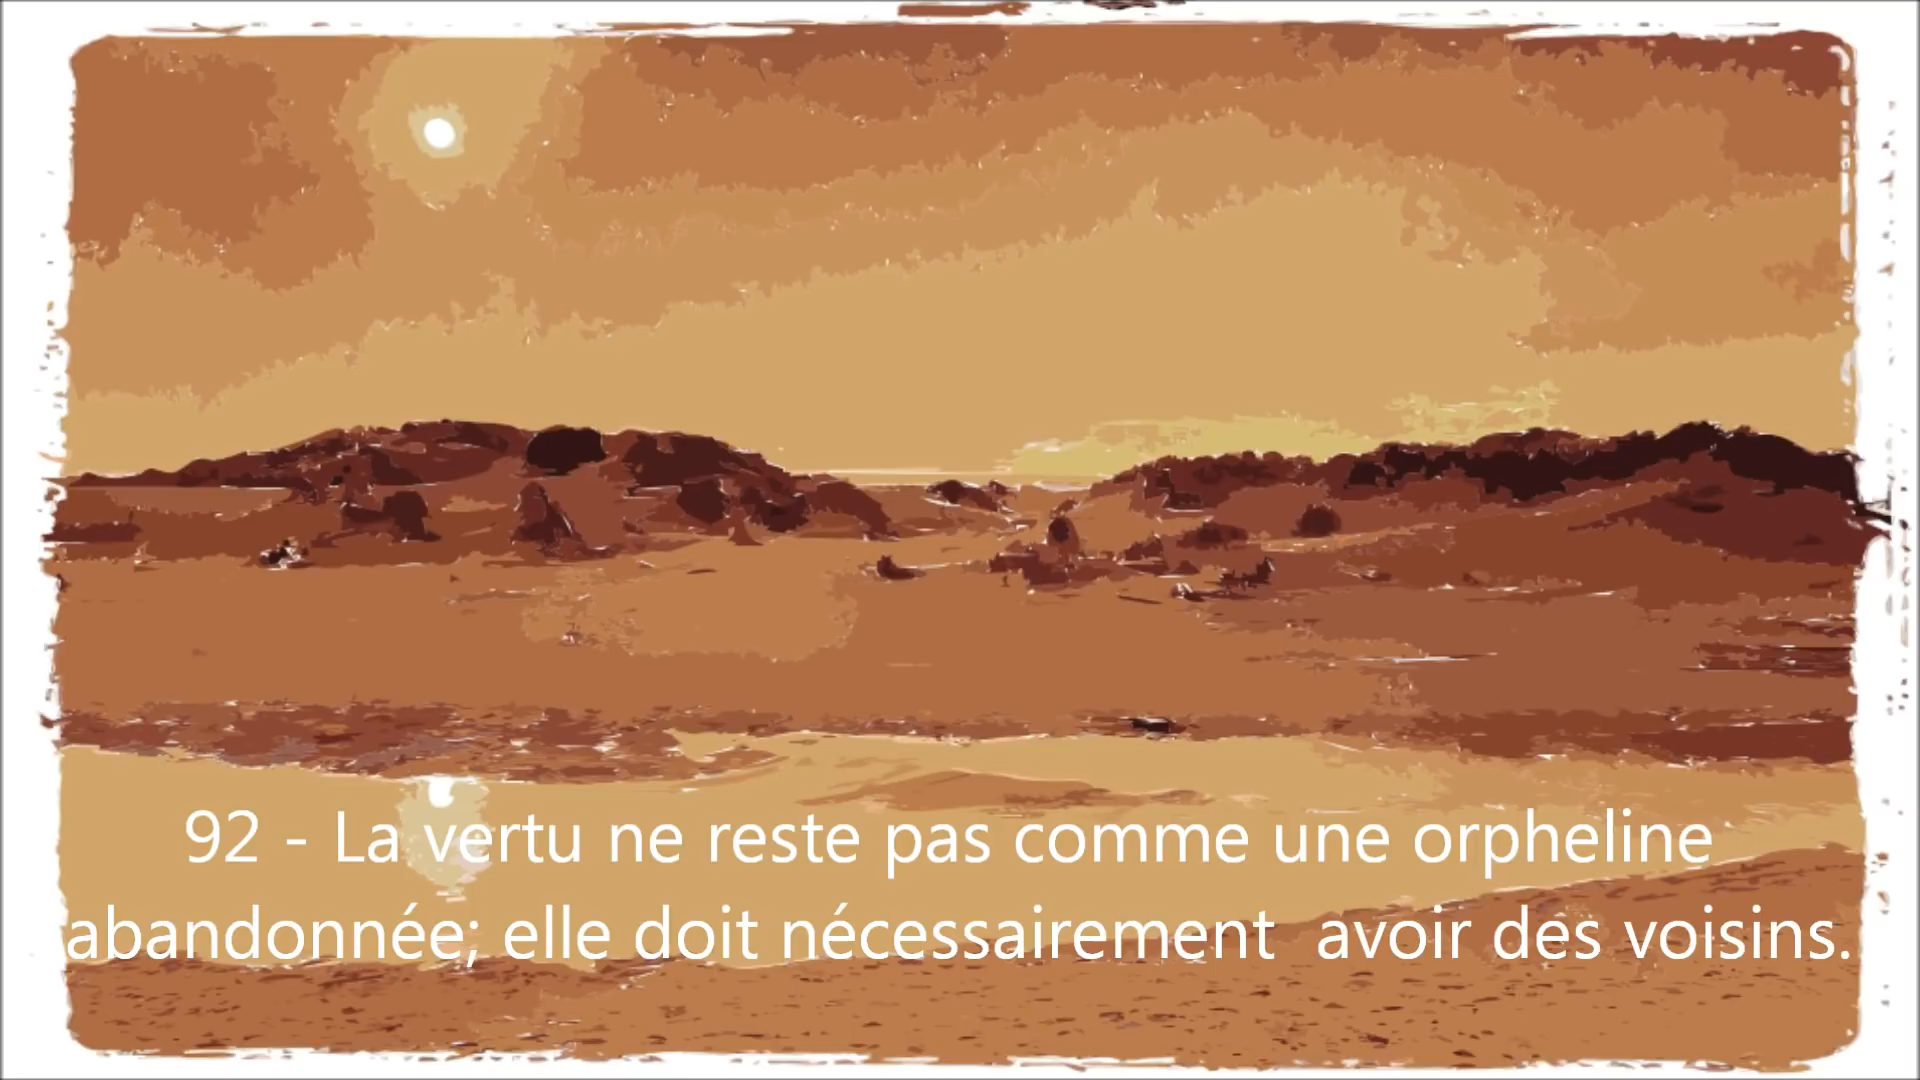 92 - La vertu ne reste pas comme une orpheline
abandonnée; elle doit nécessairement  avoir des voisins.